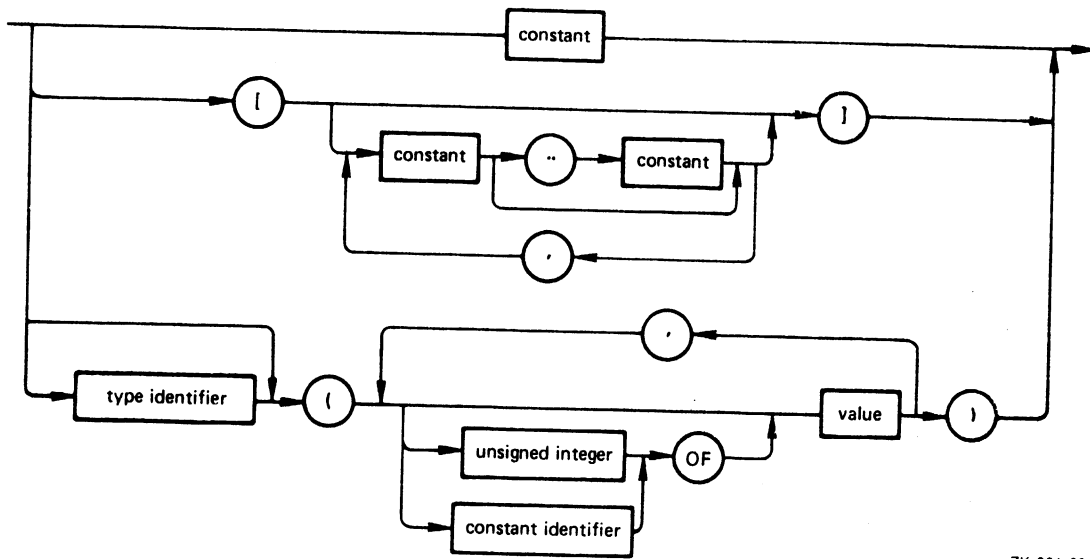 constant
[
]
constant
..
constant
,
,
type identifier
(
value
)
unsigned integer
OF
constant identifier